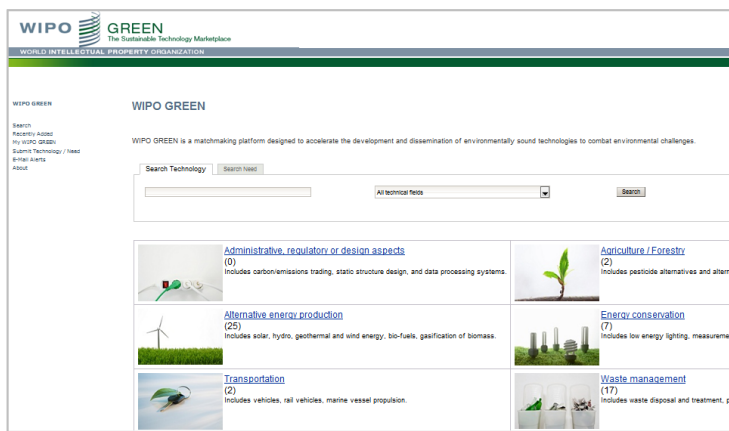 WIPO GREEN
The Sustainable Technology Marketplace
WORLD INTELLECTUAL PROPERTY ORGANIZATION
WIPO GREEN
Search
Recently Added
My WIPO GREEN
Submit Technology / Need
E-Mail Alerts
About
WIPO GREEN
WIPO GREEN is a matchmaking platform designed to accelerate the development and dissemination of environmentally sound technologies to combat environmental challenges.
Search Technology Search Need
All technical fields Search
Administrative, regulatory or design aspects
(0)
Includes carbon/emissions trading, static structure design, and data processing systems.
Agriculture / Forestry
(2)
Includes pesticide alternatives and altern
Alternative energy production
(25)
Includes solar, hydro, geothermal and wind energy, bio-fuels, gasification of biomass.
Energy conservation
(7)
Includes low energy lighting, measureme
Transportation
(2)
Includes vehicles, rail vehicles, marine vessel propulsion.
Waste management
(17)
Includes waste disposal and treatment, p